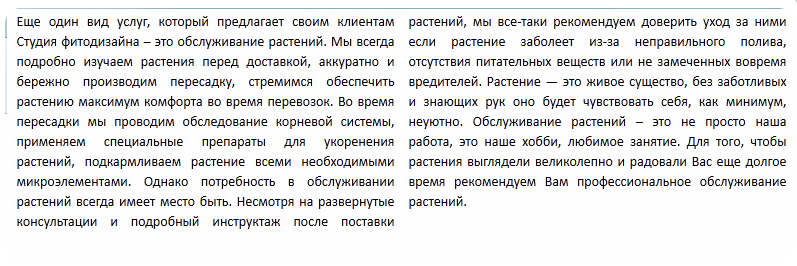 Еще один вид услуг, который предлагает своим клиентам
Студия фитодизайна – это обслуживание растений. Мы всегда
подробно изучаем растения перед доставкой, аккуратно и
бережно производим пересадку, стремимся обеспечить
растению максимум комфорта во время перевозок. Во время
пересадки мы проводим обследование корневой системы,
применяем специальные препараты для укоренения
растений, подкармливаем растение всеми необходимыми
микроэлементами. Однако потребность в обслуживании
растений всегда имеет место быть. Несмотря на развернутые
консультации и подробный инструктаж после поставки
растений, мы все-таки рекомендуем доверить уход за ними
если растение заболеет из-за неправильного полива,
отсутствия питательных веществ или не замеченных вовремя
вредителей. Растение — это живое существо, без заботливых
и знающих рук оно будет чувствовать себя, как минимум,
неуютно. Обслуживание растений – это не просто наша
работа, это наше хобби, любимое занятие. Для того, чтобы
растения выглядели великолепно и радовали Вас еще долгое
время рекомендуем Вам профессиональное обслуживание
растений.